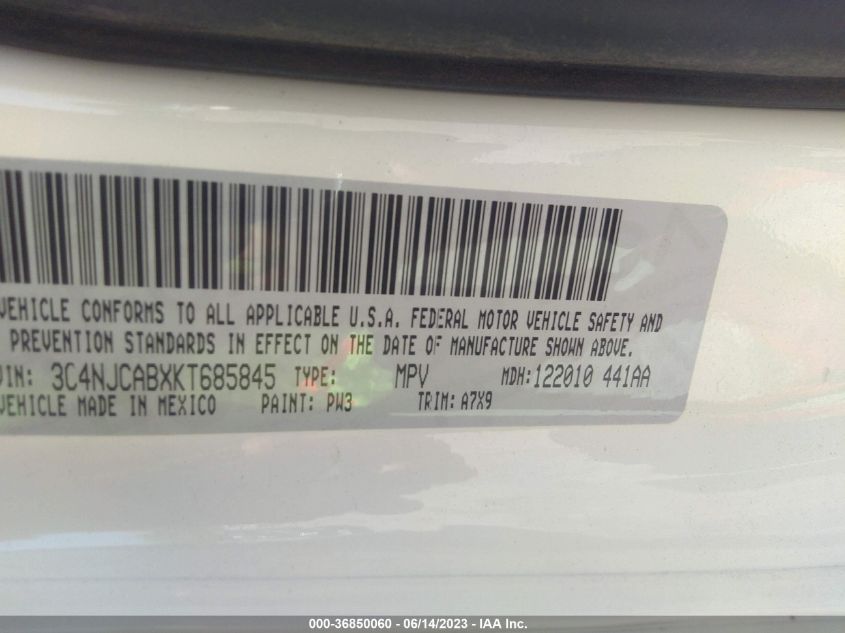 VEHICLE CONFORMS TO ALL APPLICABLE U.S.A. FEDERAL MOTOR VEHICLE SAFETY AND
PREVENTION STANDARDS IN EFFECT ON THE DATE OF MANUFACTURE SHOWN ABOVE.
VIN: 3C4NJCABXKT685845 TYPE: MPV MDH:122010 441AA
VEHICLE MADE IN MEXICO PAINT: PW3 TRIM: A7X9
000-36850060 - 06/14/2023 - IAA Inc.